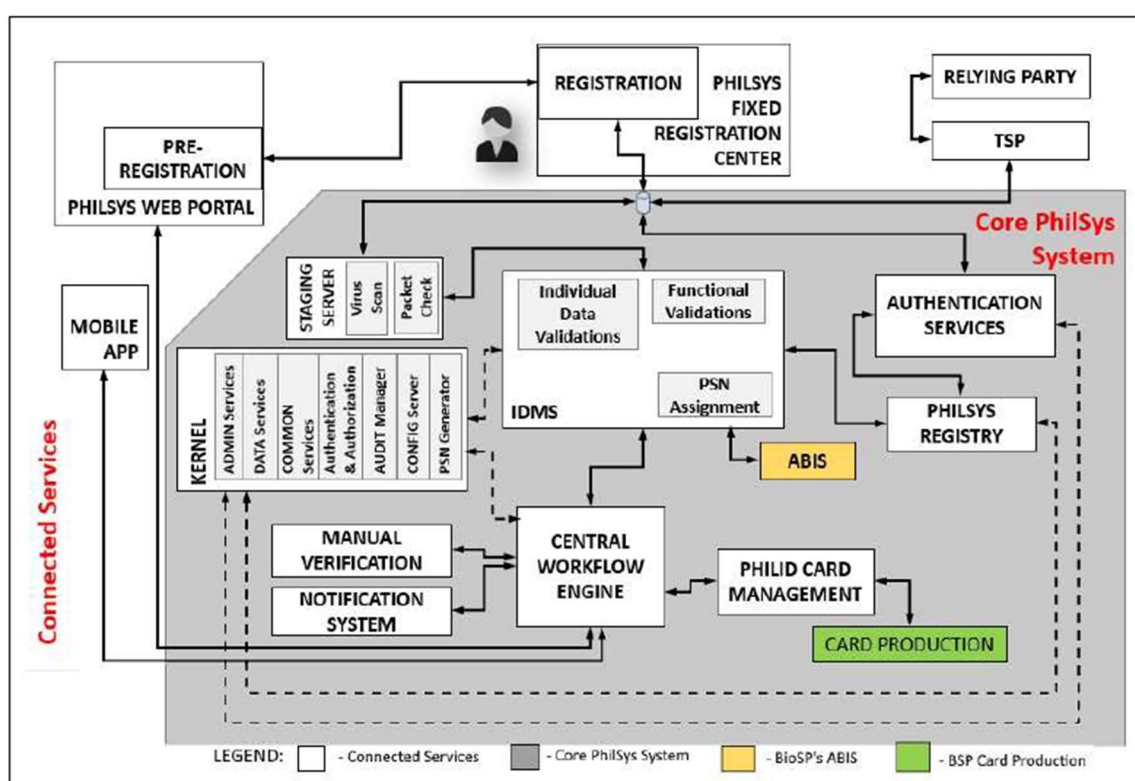 REGISTRATION
PHILSYS
FIXED
REGISTRATION
CENTER
RELYING PARTY
TSP
PRE-
REGISTRATION
PHILSYS WEB PORTAL
Core PhilSys
System
STAGING
SERVER
Virus
Scan
Packet
Check
Individual
Data
Validations
Functional
Validations
PSN
Assignment
IDMS
AUTHENTICATION
SERVICES
MOBILE
APP
KERNEL
ADMIN Services
DATA Services
COMMON
Services
Authentication
& Authorization
AUDIT Manager
CONFIG Server
PSN Generator
PHILSYS
REGISTRY
ABIS
Connected Services
MANUAL
VERIFICATION
NOTIFICATION
SYSTEM
CENTRAL
WORKFLOW
ENGINE
PHILID CARD
MANAGEMENT
CARD PRODUCTION
LEGEND:
- Connected Services
- Core PhilSys System
- BioSP's ABIS
- BSP Card Production